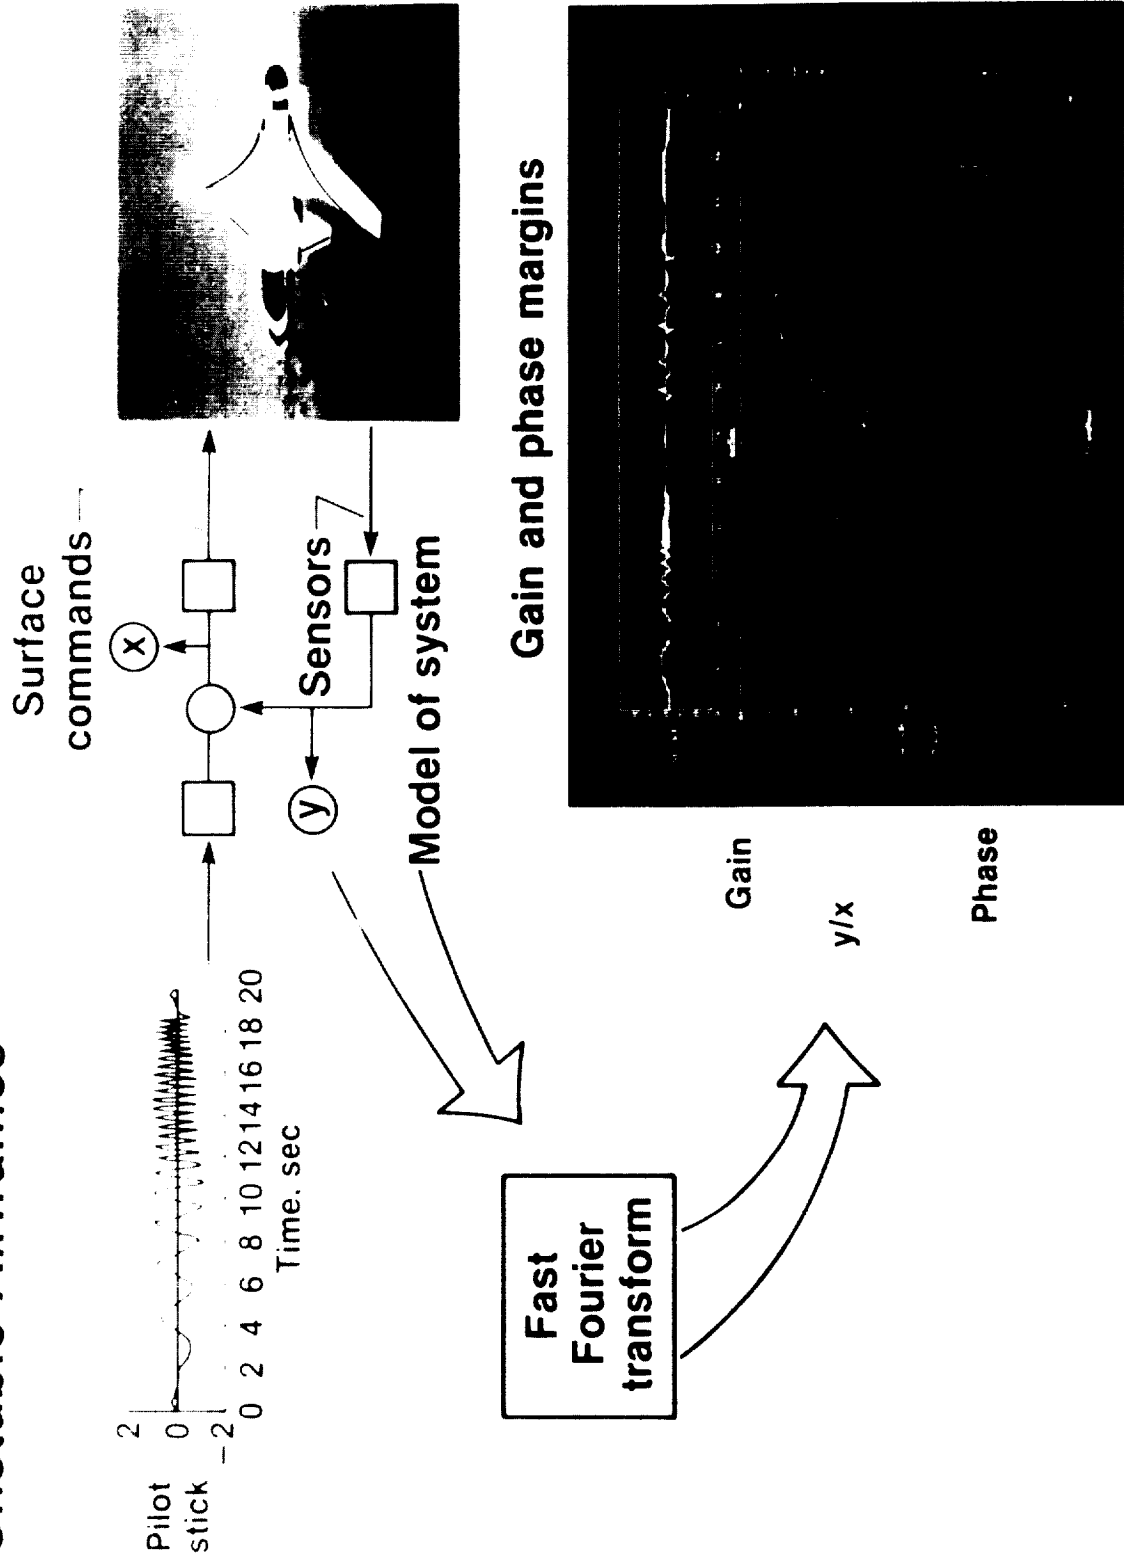 Surface
commands
x
Pilot
stick
2
0
−2
0 2 4 6 8 10 12 14 16 18 20
Time. sec
y
Sensors
Model of system
Gain and phase margins
Fast
Fourier
transform
Gain
y/x
Phase